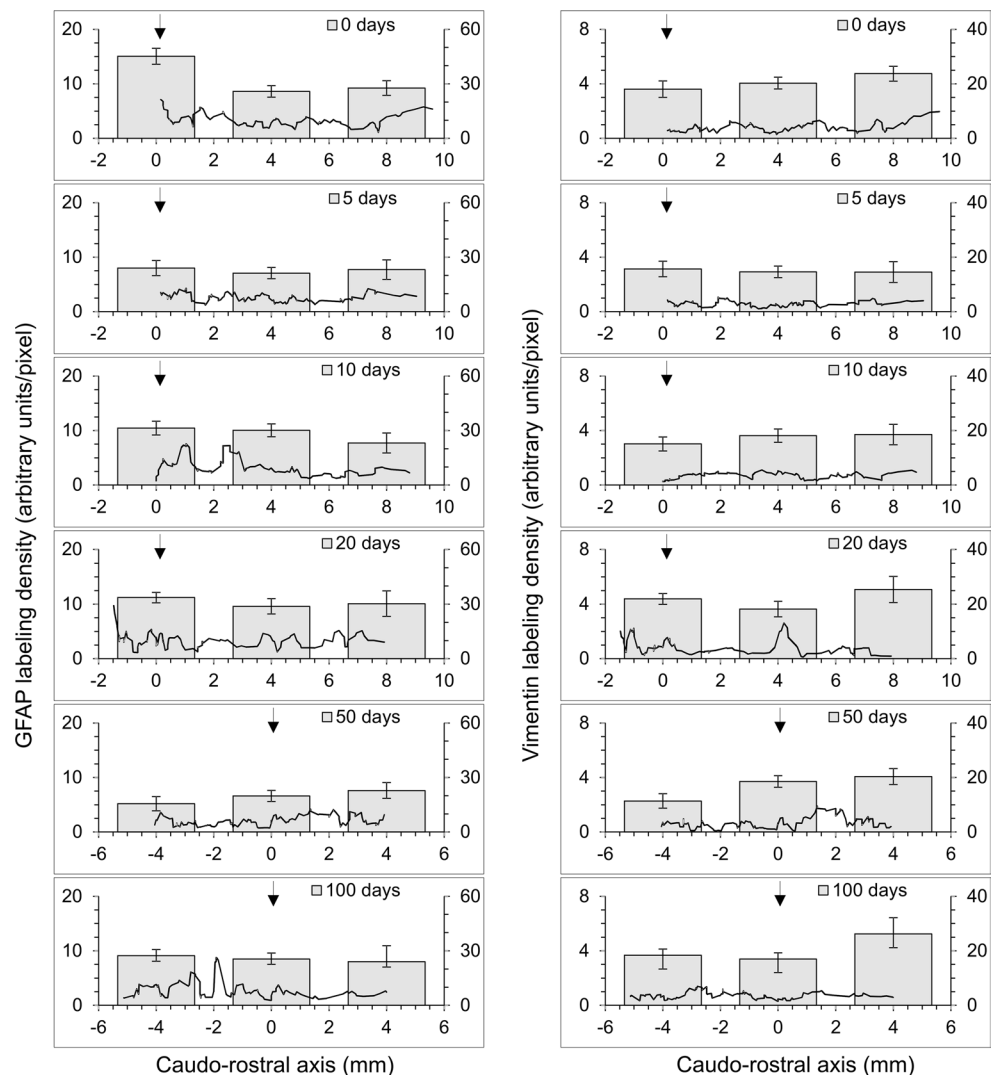 GFAP labeling density (arbitrary units/pixel)
0 days
20 10 0
60 30 0
-2 0 2 4 6 8 10
5 days
20 10 0
60 30 0
-2 0 2 4 6 8 10
10 days
20 10 0
60 30 0
-2 0 2 4 6 8 10
20 days
20 10 0
60 30 0
-2 0 2 4 6 8 10
50 days
20 10 0
60 30 0
-6 -4 -2 0 2 4 6
100 days
20 10 0
60 30 0
-6 -4 -2 0 2 4 6
Caudo-rostral axis (mm)
Vimentin labeling density (arbitrary units/pixel)
0 days
8 4 0
40 20 0
-2 0 2 4 6 8 10
5 days
8 4 0
40 20 0
-2 0 2 4 6 8 10
10 days
8 4 0
40 20 0
-2 0 2 4 6 8 10
20 days
8 4 0
40 20 0
-2 0 2 4 6 8 10
50 days
8 4 0
40 20 0
-6 -4 -2 0 2 4 6
100 days
8 4 0
40 20 0
-6 -4 -2 0 2 4 6
Caudo-rostral axis (mm)